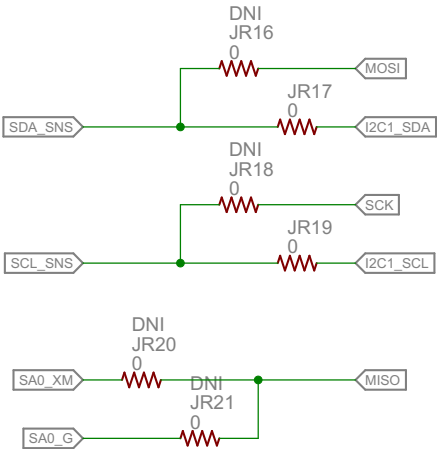 DNI
JR16
0
MOSI
JR17
0
SDA_SNS
I2C1_SDA
DNI
JR18
0
SCK
JR19
0
SCL_SNS
I2C1_SCL
DNI
JR20
0
SA0_XM
MISO
DNI
JR21
0
SA0_G